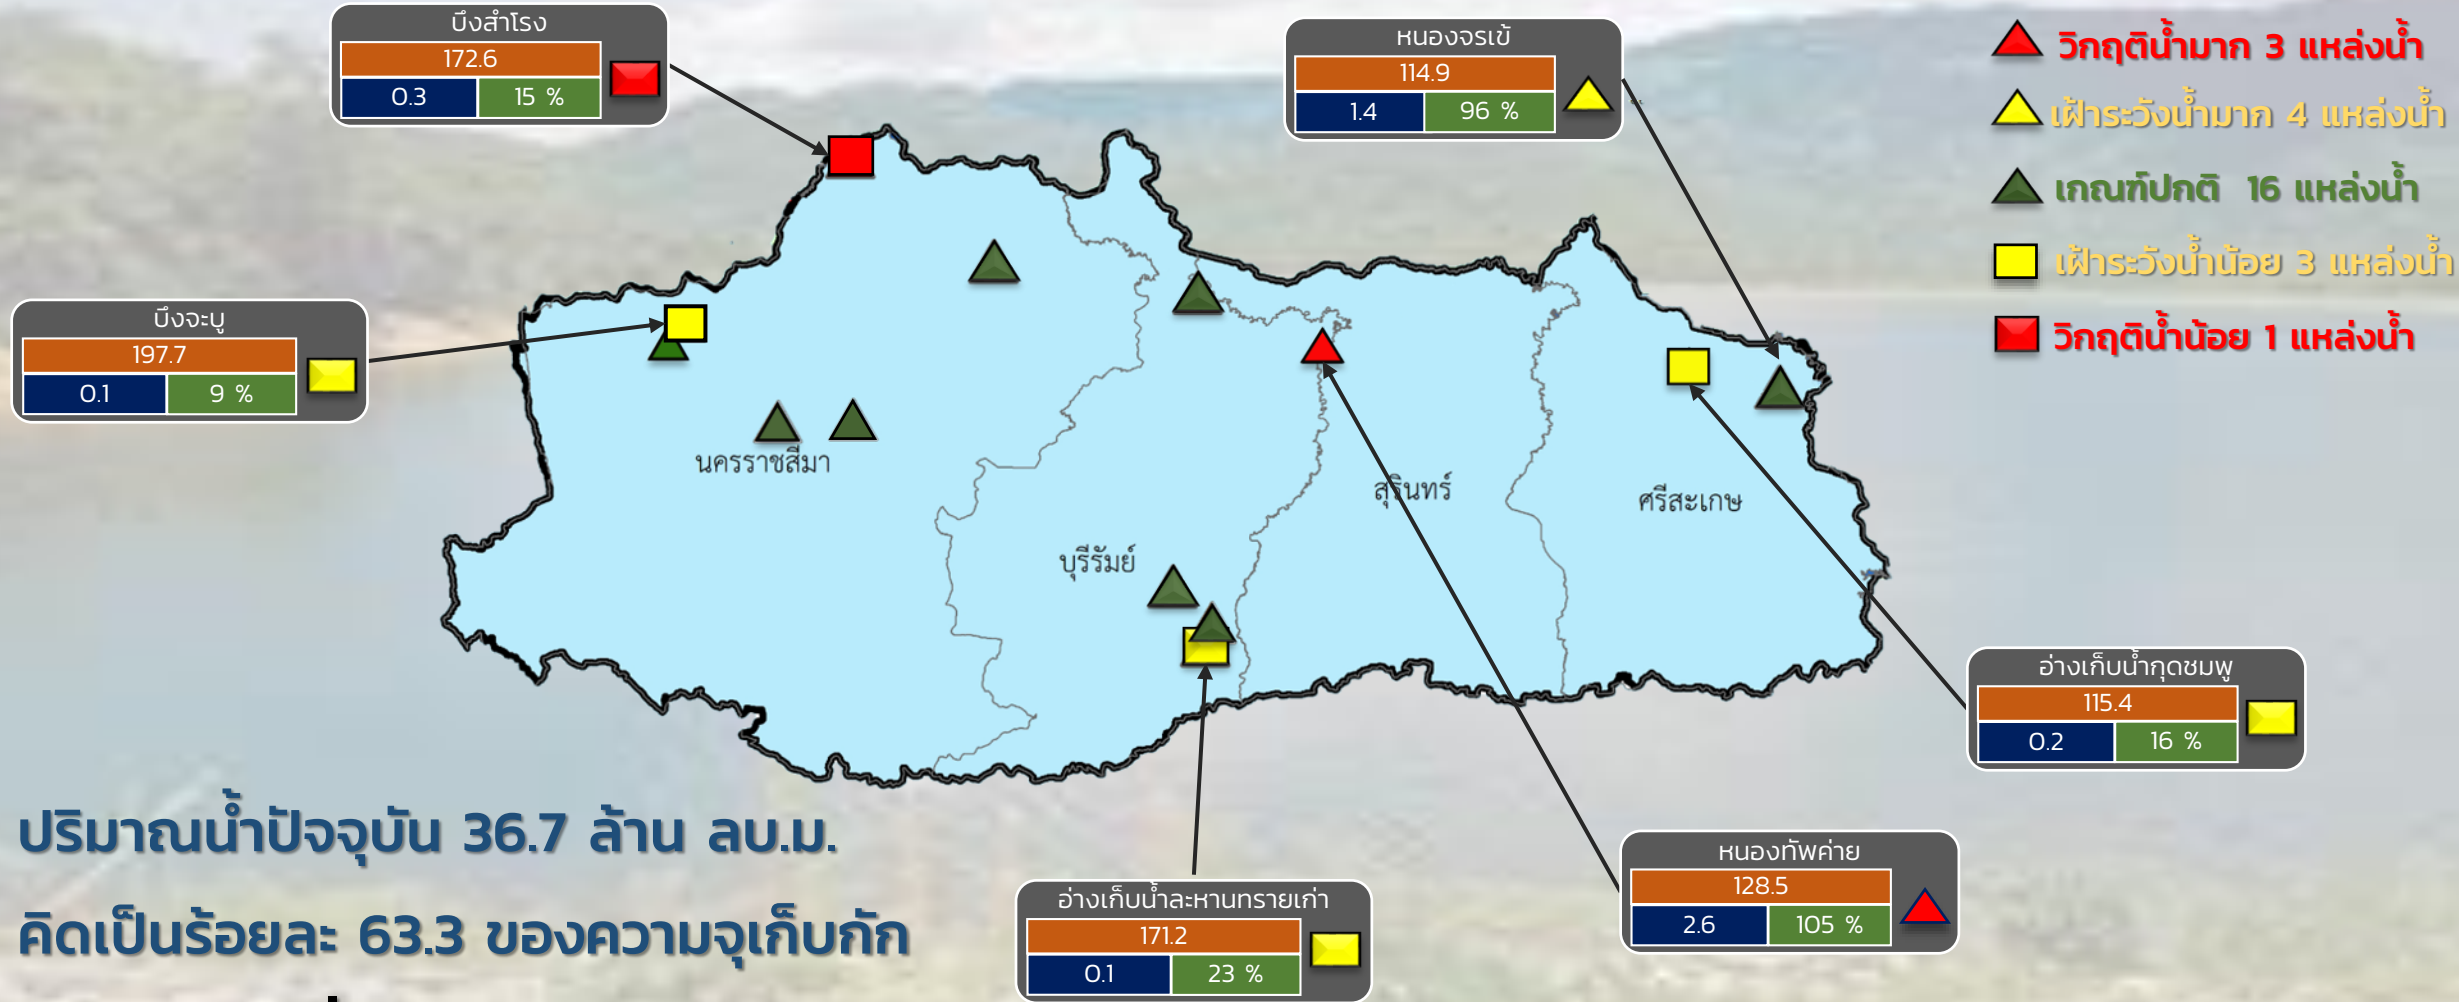 บึงสำโรง
172.6
0.3 15 %
หนองจรเข้
114.9
1.4 96 %
วิกฤติน้ำมาก 3 แหล่งน้ำ
เฝ้าระวังน้ำมาก 4 แหล่งน้ำ
เกณฑ์ปกติ 16 แหล่งน้ำ
เฝ้าระวังน้ำน้อย 3 แหล่งน้ำ
วิกฤติน้ำน้อย 1 แหล่งน้ำ
บึงจะบู
197.7
0.1 9 %
นครราชสีมา
สุรินทร์
ศรีสะเกษ
บุรีรัมย์
อ่างเก็บน้ำกุดชมพู
115.4
0.2 16 %
หนองทัพค่าย
128.5
2.6 105 %
อ่างเก็บน้ำละหานทรายเก่า
171.2
0.1 23 %
ปริมาณน้ำปัจจุบัน 36.7 ล้าน ลบ.ม.
คิดเป็นร้อยละ 63.3 ของความจุเก็บกัก